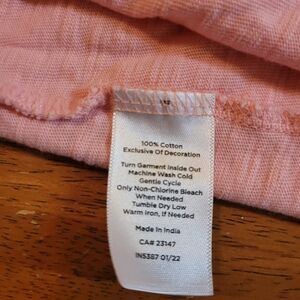 100% Cotton
Exclusive Of Decoration
Turn Garment Inside Out
Machine Wash Cold
Gentle Cycle
Only Non-Chlorine Bleach
When Needed
Tumble Dry Low
Warm Iron, If Needed
Made In India
CA# 23147
INS387 01/22